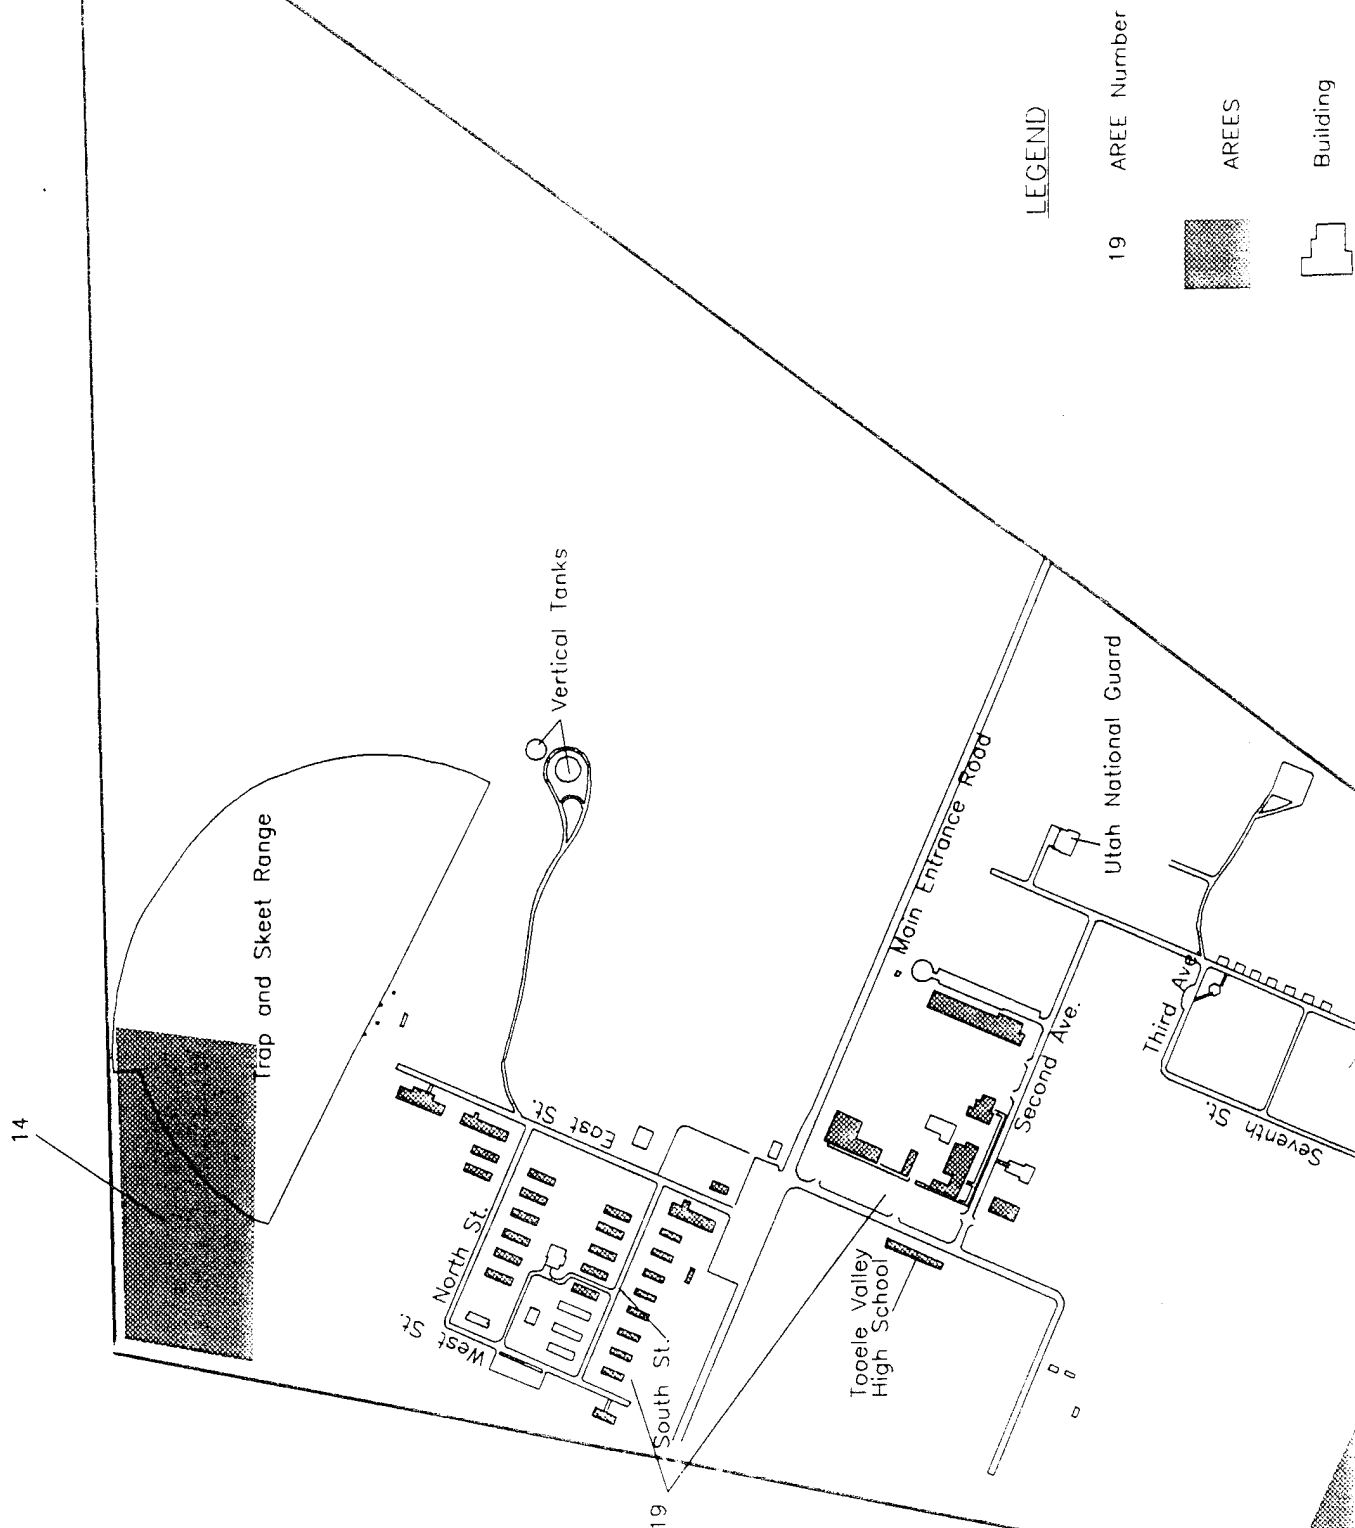 14
Trap and Skeet Range
Vertical Tanks
North St.
West St.
East St.
South St.
19
Main Entrance Road
Utah National Guard
Second Ave.
Third Ave
Seventh St.
Tooele Valley
High School
LEGEND
19 AREE Number
AREES
Building